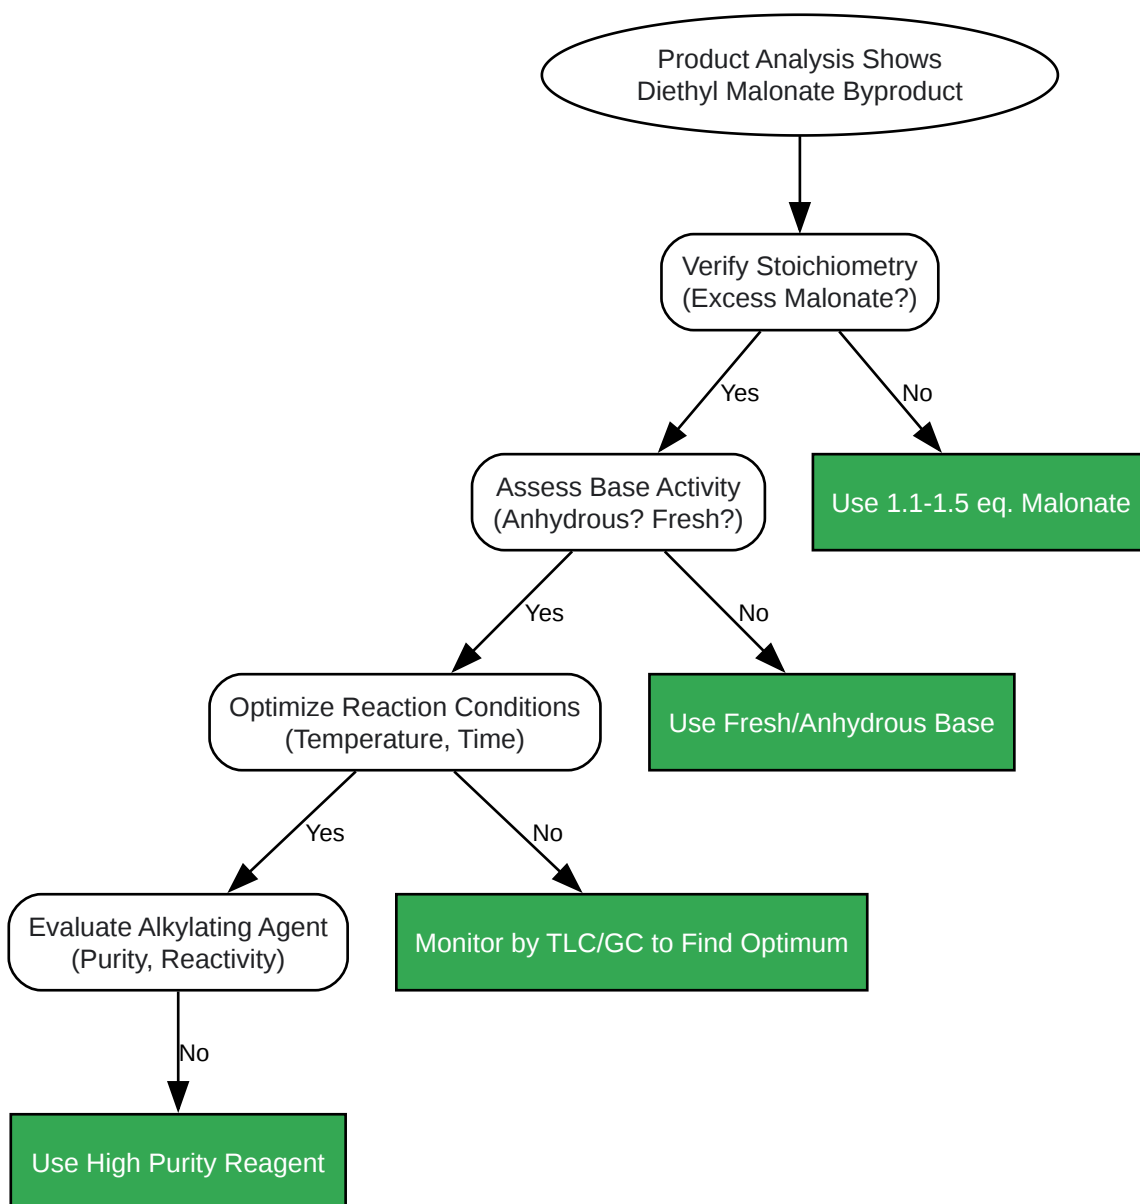 Product Analysis Shows
Diethyl Malonate Byproduct
Verify Stoichiometry
(Excess Malonate?)
Yes
No
Assess Base Activity
(Anhydrous? Fresh?)
Use 1.1-1.5 eq. Malonate
Yes
No
Optimize Reaction Conditions
(Temperature, Time)
Use Fresh/Anhydrous Base
Yes
No
Evaluate Alkylating Agent
(Purity, Reactivity)
Monitor by TLC/GC to Find Optimum
No
Use High Purity Reagent